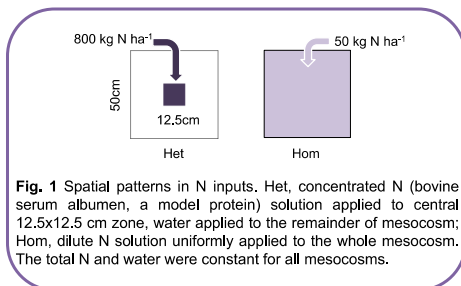 800 kg N ha⁻¹
50 kg N ha⁻¹
50cm
12.5cm
Het
Hom
Fig. 1 Spatial patterns in N inputs. Het, concentrated N (bovine
serum albumen, a model protein) solution applied to central
12.5x12.5 cm zone, water applied to the remainder of mesocosm;
Hom, dilute N solution uniformly applied to the whole mesocosm.
The total N and water were constant for all mesocosms.